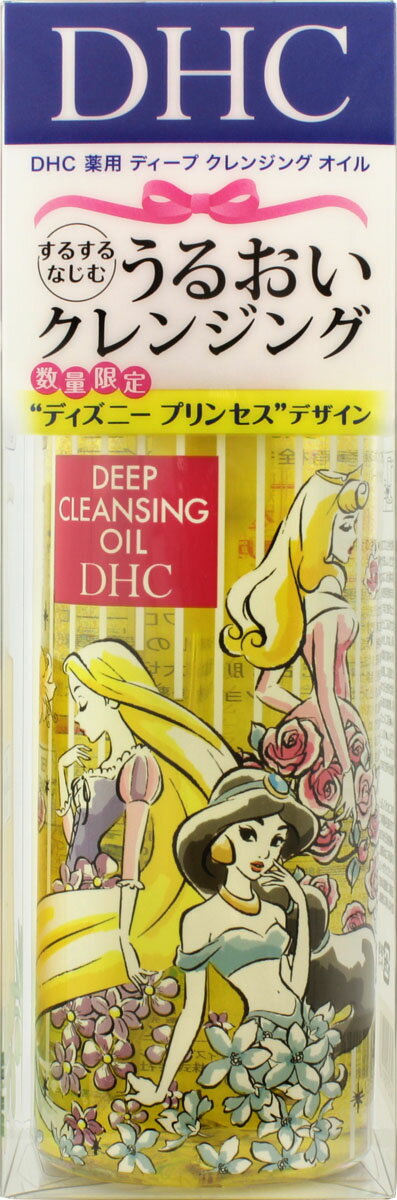 DHC
DHC 薬用 ディープ クレンジング オイル
するする
なじむ
うるおい
クレンジング
数量限定
“ディズニー プリンセス”デザイン
DEEP
CLEANSING
OIL
DHC